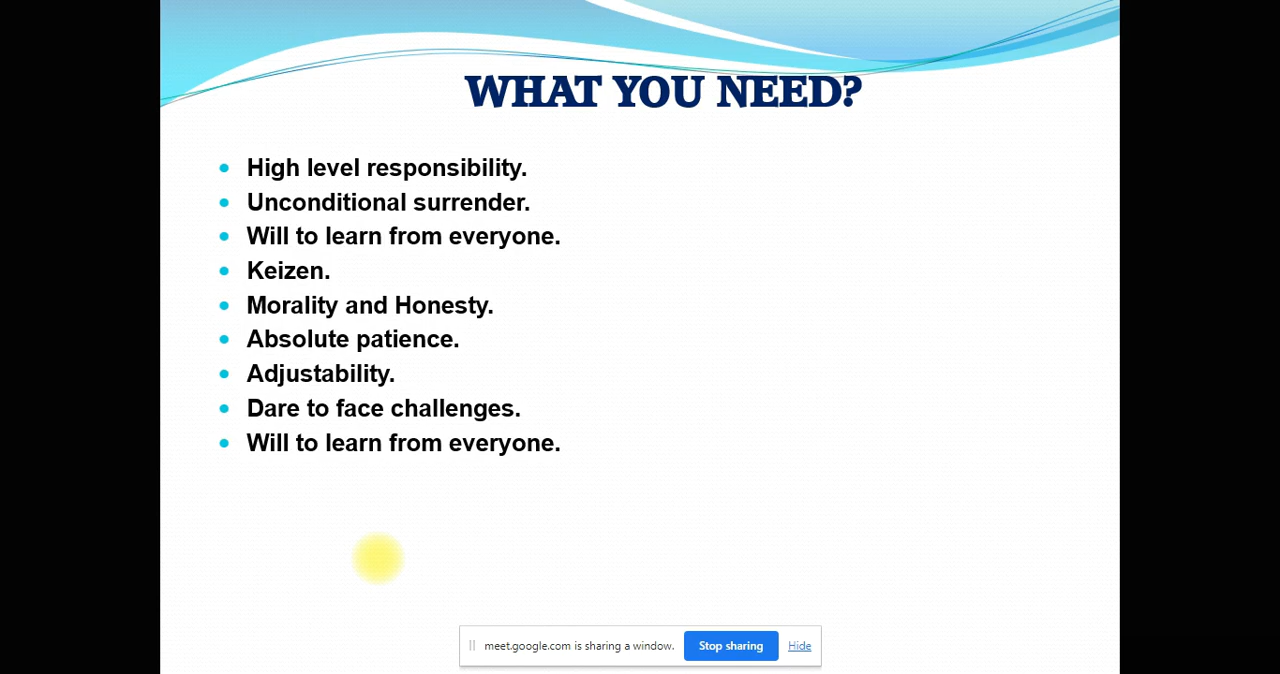 WHAT YOU NEED?
High level responsibility.
Unconditional surrender.
Will to learn from everyone.
Keizen.
Morality and Honesty.
Absolute patience.
Adjustability.
Dare to face challenges.
Will to learn from everyone.
meet.google.com is sharing a window. Stop sharing Hide